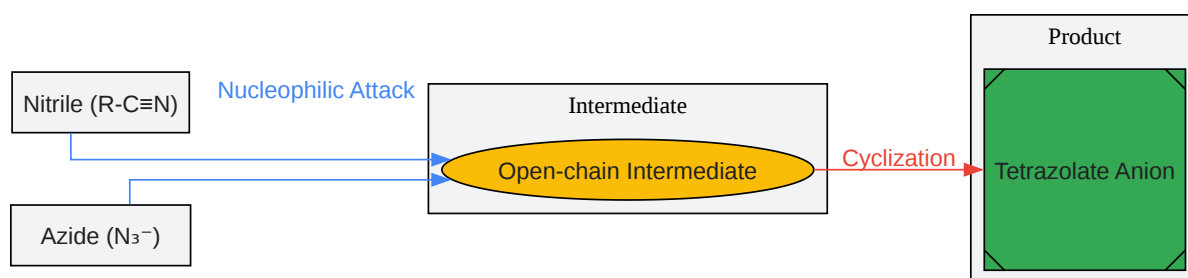 Nitrile (R-C≡N)
Azide (N₃⁻)
Nucleophilic Attack
Intermediate
Open-chain Intermediate
Cyclization
Product
Tetrazolate Anion